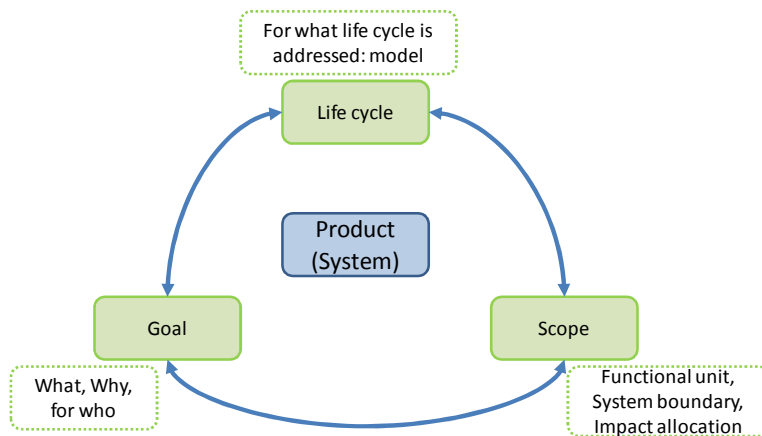 For what life cycle is
addressed: model
Life cycle
Product
(System)
Goal
Scope
What, Why,
for who
Functional unit,
System boundary,
Impact allocation